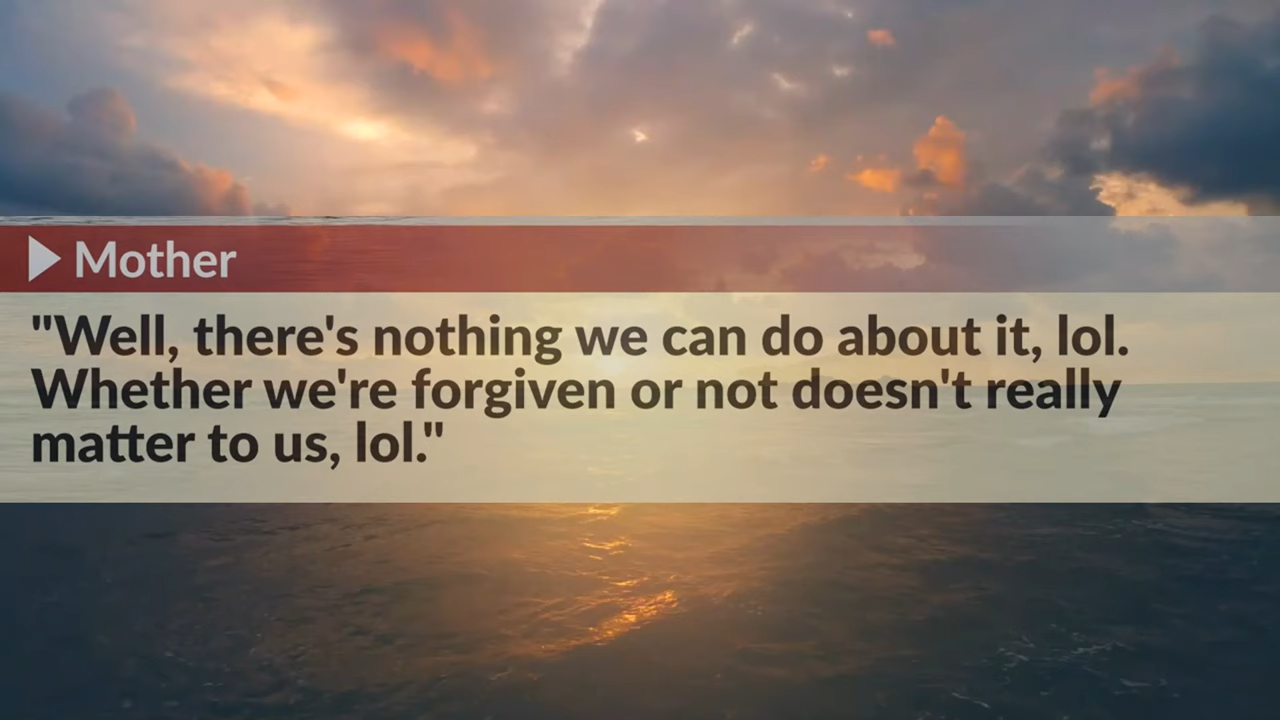 Mother
"Well, there's nothing we can do about it, lol.
Whether we're forgiven or not doesn't really
matter to us, lol."